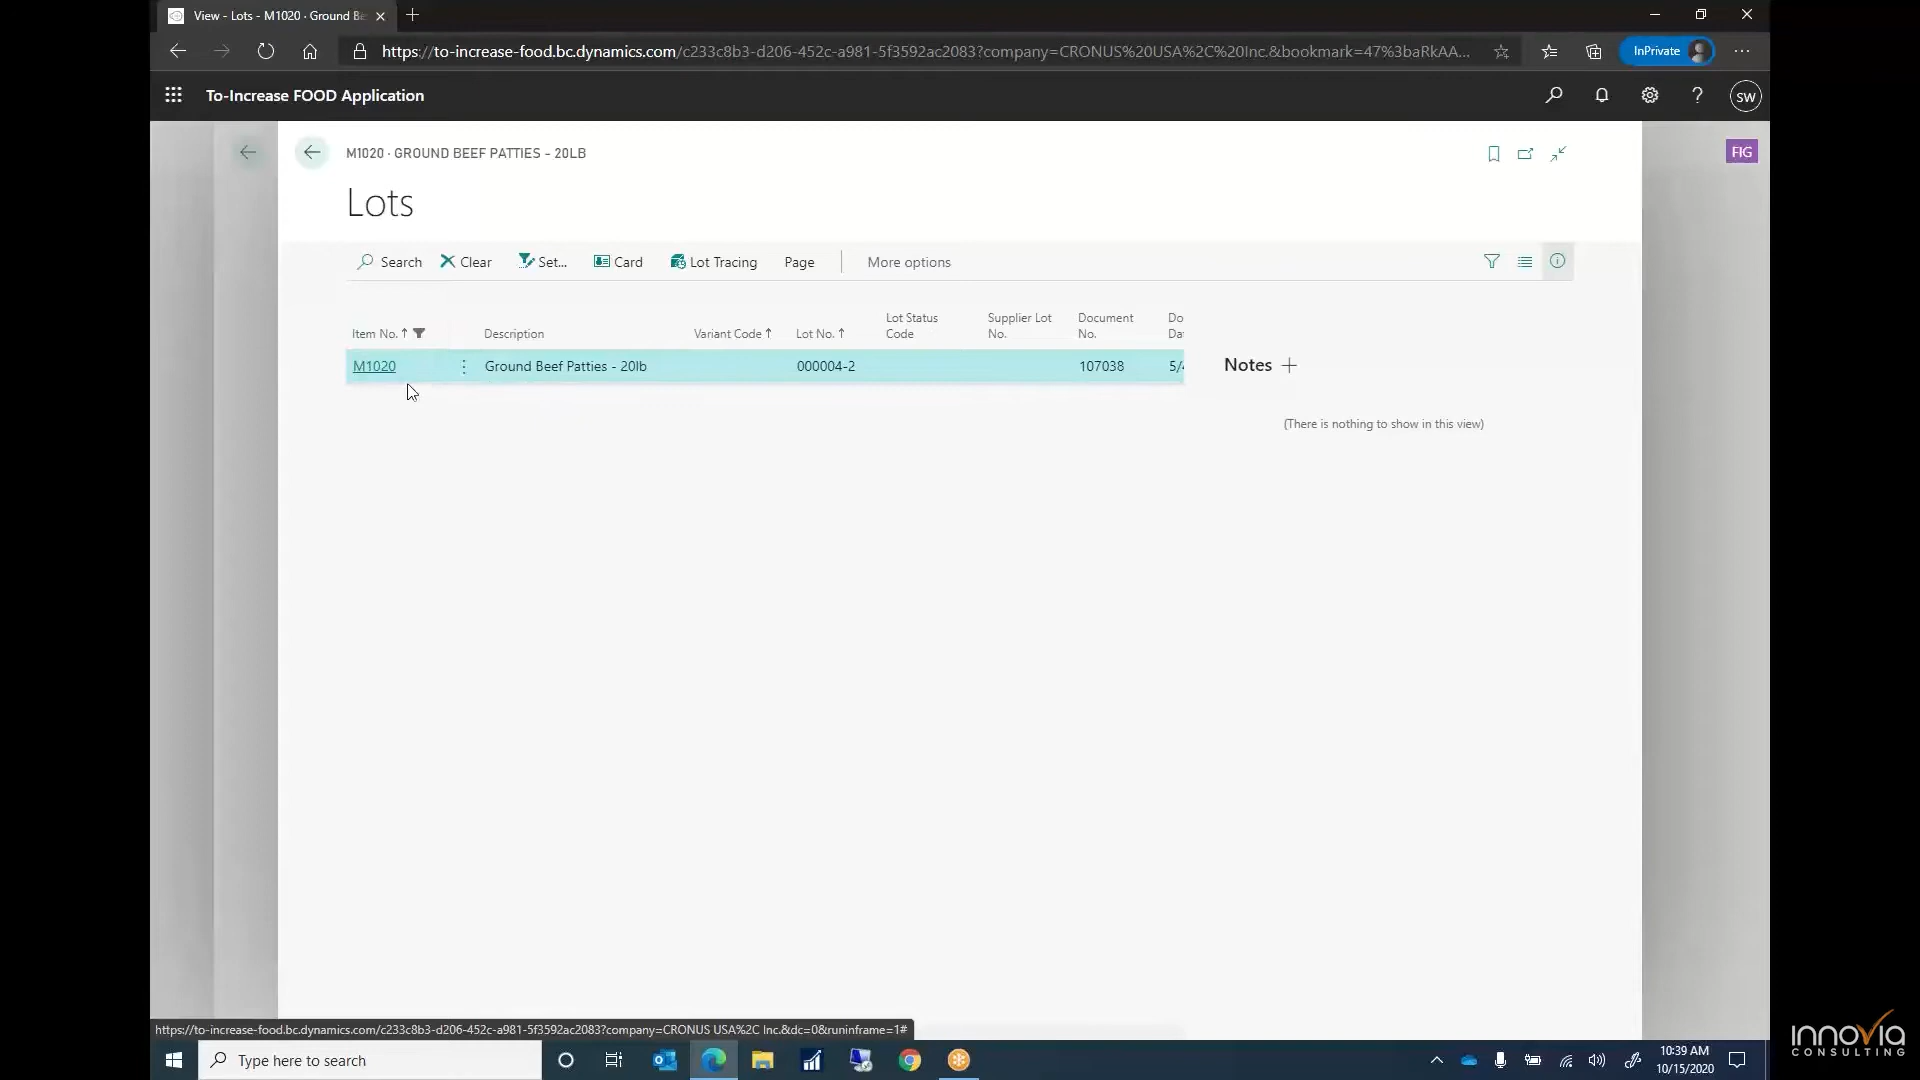 View - Lots - M1020 · Ground Be
https://to-increase-food.bc.dynamics.com/c233c8b3-d206-452c-a981-5f3592ac2083?company=CRONUS%20USA%2C%20Inc.&bookmark=47%3baRkAA...
InPrivate
To-Increase FOOD Application
SW
M1020 · GROUND BEEF PATTIES - 20LB
FIG
Lots
Search Clear Set... Card Lot Tracing Page More options
Item No. ↑ Description Variant Code ↑ Lot No. ↑ Lot Status Code Supplier Lot No. Document No. Do Dat
M1020 Ground Beef Patties - 20lb 000004-2 107038 5/4
Notes
(There is nothing to show in this view)
https://to-increase-food.bc.dynamics.com/c233c8b3-d206-452c-a981-5f3592ac2083?company=CRONUS USA%2C Inc.&dc=0&runinframe=1#
Type here to search
10:39 AM
10/15/2020
innovia
CONSULTING